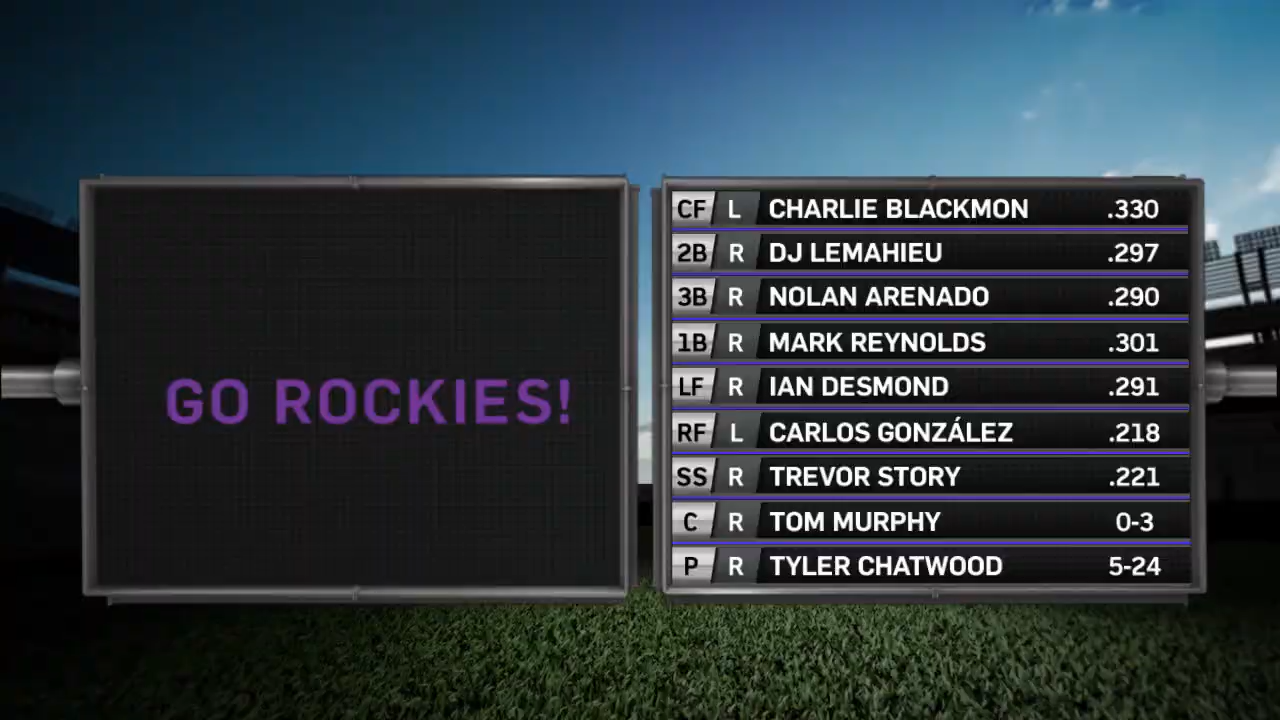 GO ROCKIES!
CF L CHARLIE BLACKMON .330
2B R DJ LEMAHIEU .297
3B R NOLAN ARENADO .290
1B R MARK REYNOLDS .301
LF R IAN DESMOND .291
RF L CARLOS GONZÁLEZ .218
SS R TREVOR STORY .221
C R TOM MURPHY 0-3
P R TYLER CHATWOOD 5-24